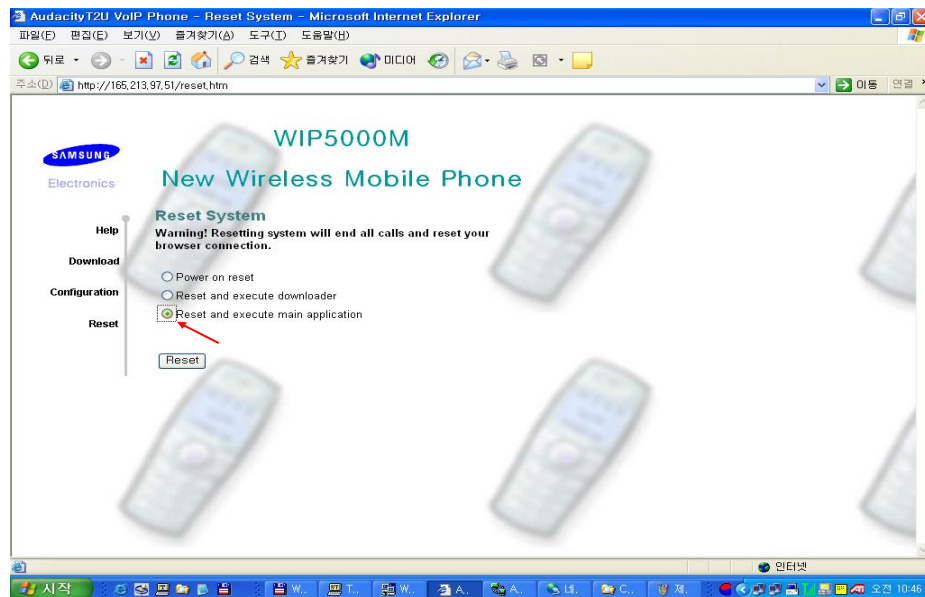 AudacityT2U VoIP Phone - Reset System - Microsoft Internet Explorer
파일(F) 편집(E) 보기(V) 즐겨찾기(A) 도구(T) 도움말(H)
뒤로 검색 즐겨찾기 미디어
주소(D) http://165,213,97,51/reset,htm 이동 연결 »
WIP5000M
SAMSUNG
Electronics
New Wireless Mobile Phone
Reset System
Help
Warning! Resetting system will end all calls and reset your
browser connection.
Download
Power on reset
Configuration
Reset and execute downloader
Reset and execute main application
Reset
Reset
인터넷
시작 W.. T.. W.. A.. A.. 네. C.. 제. 오전 10:46